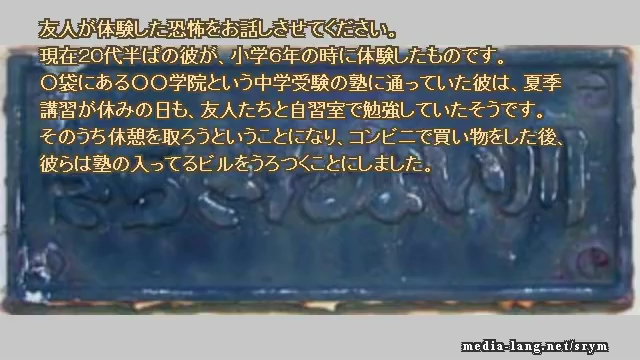 友人が体験した恐怖をお話しさせてください。
現在20代半ばの彼が、小学6年の時に体験したものです。
〇袋にある〇〇学院という中学受験の塾に通っていた彼は、夏季
講習が休みの日も、友人たちと自習室で勉強していたそうです。
そのうち休憩を取ろうということになり、コンビニで買い物をした後、
彼らは塾の入ってるビルをうろつくことにしました。
media-lang.net/srym